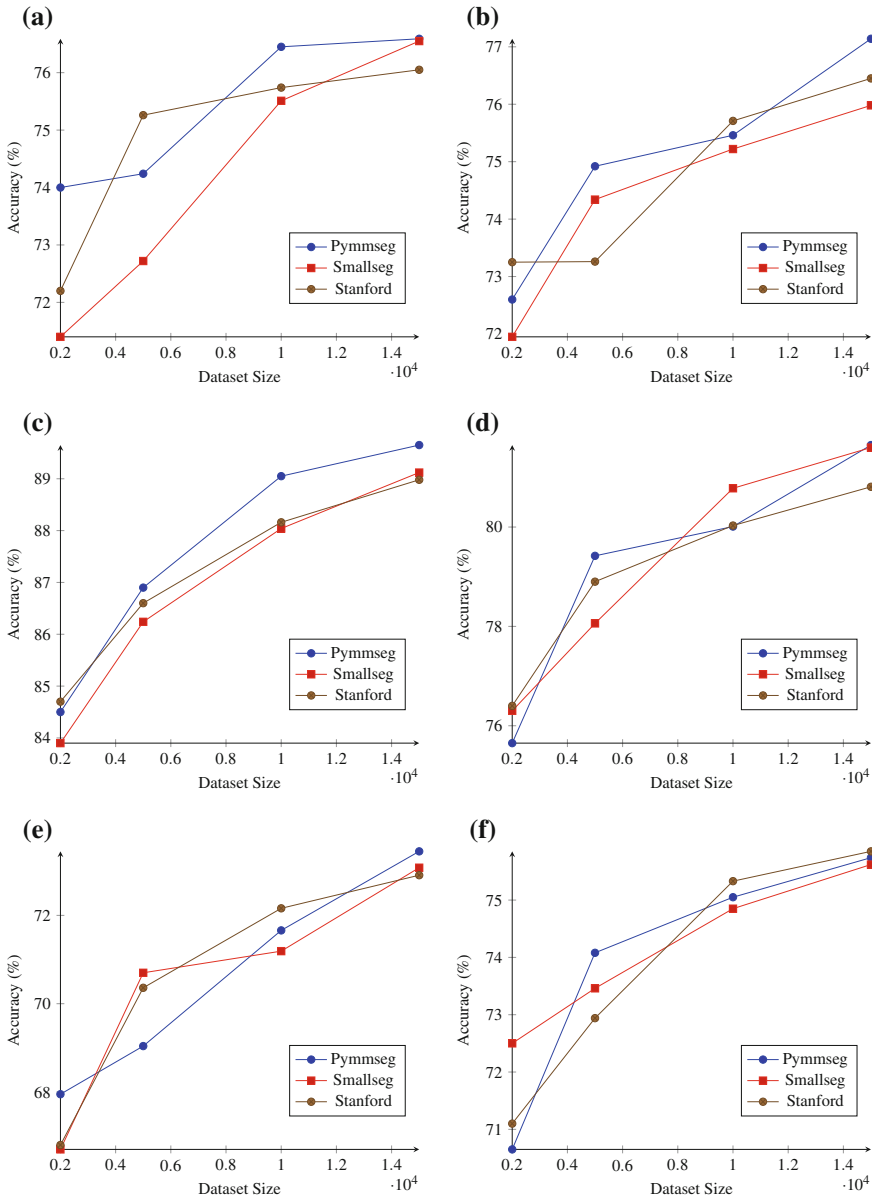 (a)
76
75
74
73
72
Accuracy (%)
Pymmseg
Smallseg
Stanford
0.2 0.4 0.6 0.8 1 1.2 1.4
·10⁴
Dataset Size
(b)
77
76
75
74
73
72
Accuracy (%)
Pymmseg
Smallseg
Stanford
0.2 0.4 0.6 0.8 1 1.2 1.4
·10⁴
Dataset Size
(c)
89
88
87
86
85
84
Accuracy (%)
Pymmseg
Smallseg
Stanford
0.2 0.4 0.6 0.8 1 1.2 1.4
·10⁴
Dataset Size
(d)
80
78
76
Accuracy (%)
Pymmseg
Smallseg
Stanford
0.2 0.4 0.6 0.8 1 1.2 1.4
·10⁴
Dataset Size
(e)
72
70
68
Accuracy (%)
Pymmseg
Smallseg
Stanford
0.2 0.4 0.6 0.8 1 1.2 1.4
·10⁴
Dataset Size
(f)
75
74
73
72
71
Accuracy (%)
Pymmseg
Smallseg
Stanford
0.2 0.4 0.6 0.8 1 1.2 1.4
·10⁴
Dataset Size